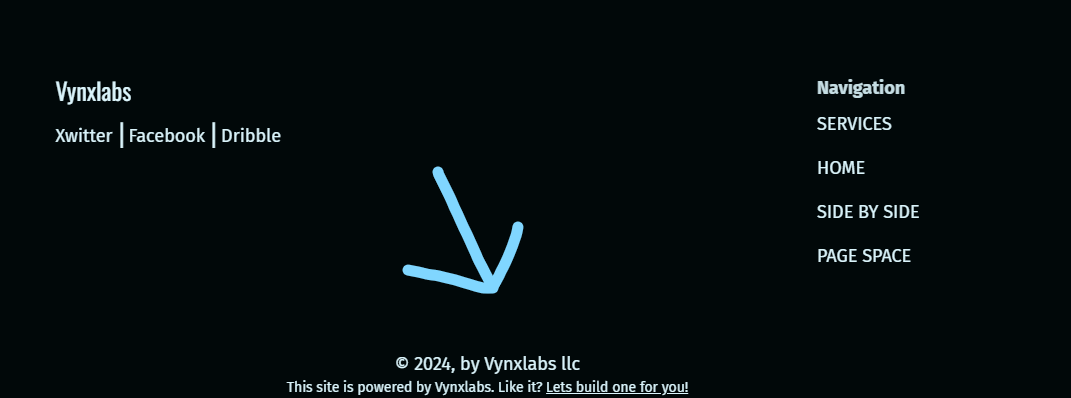 Vynxlabs
Xwitter | Facebook | Dribble
Navigation
SERVICES
HOME
SIDE BY SIDE
PAGE SPACE
© 2024, by Vynxlabs llc
This site is powered by Vynxlabs. Like it? Lets build one for you!